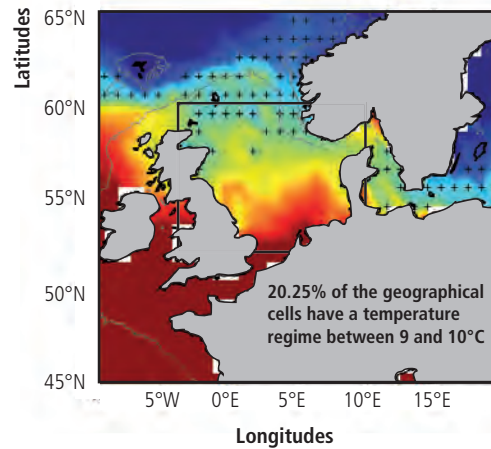 Latitudes
65°N
60°N
55°N
50°N
45°N
20.25% of the geographical
cells have a temperature
regime between 9 and 10°C
5°W 0°E 5°E 10°E 15°E
Longitudes